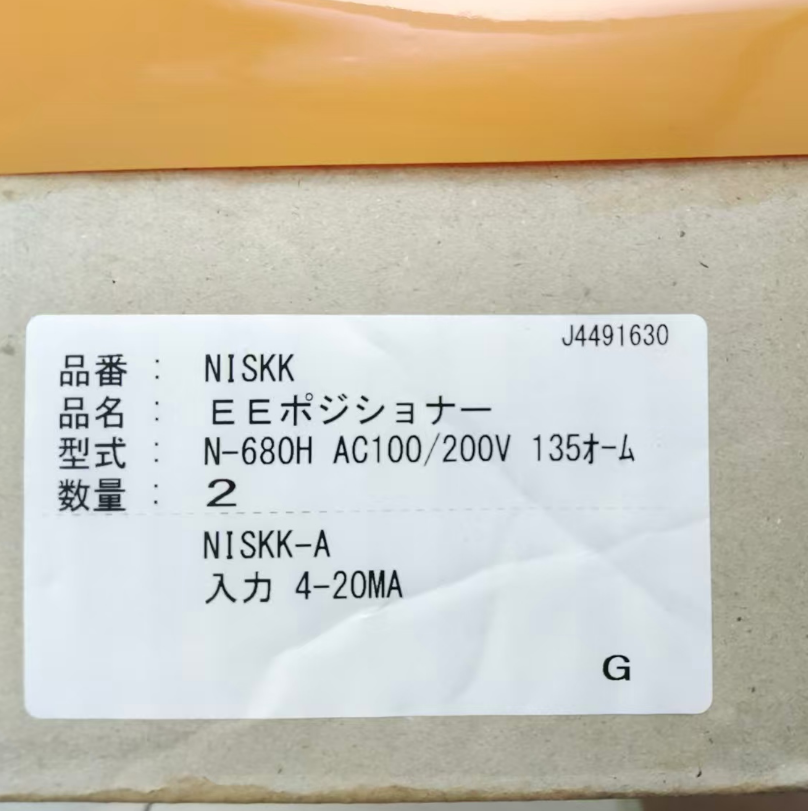 J4491630
品番 : NISKK
品名 : EEポジショナー
型式 : N-680H AC100/200V 135ｵｰﾑ
数量 : 2
NISKK-A
入力 4-20MA
G